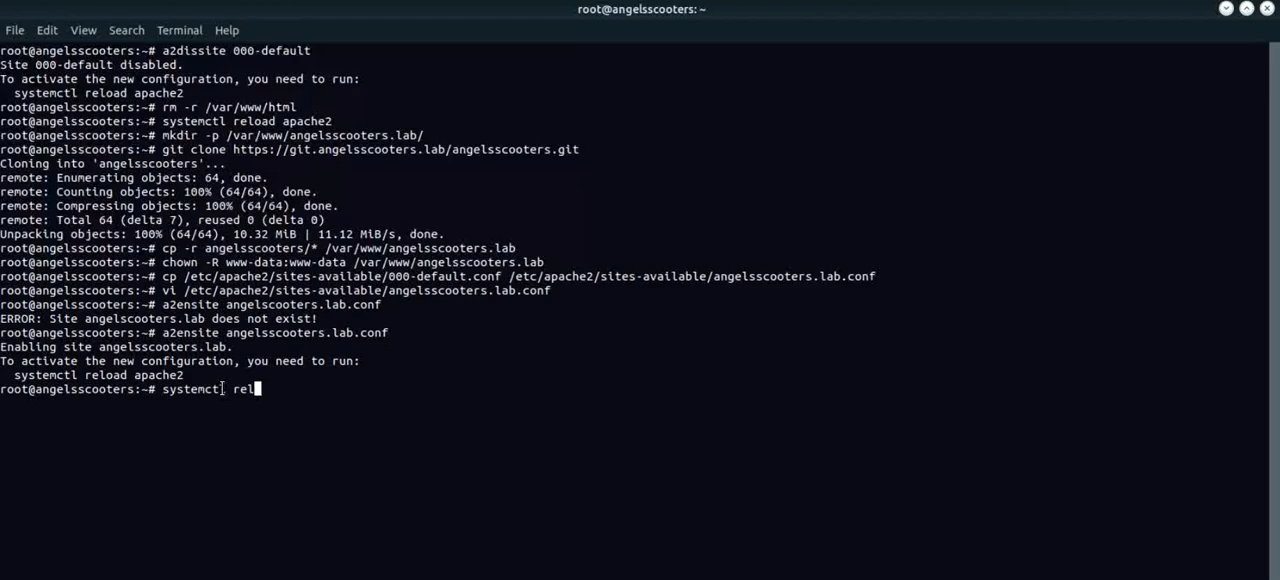 root@angelsscooters: ~
File Edit View Search Terminal Help
root@angelsscooters:~# a2dissite 000-default
Site 000-default disabled.
To activate the new configuration, you need to run:
  systemctl reload apache2
root@angelsscooters:~# rm -r /var/www/html
root@angelsscooters:~# systemctl reload apache2
root@angelsscooters:~# mkdir -p /var/www/angelsscooters.lab/
root@angelsscooters:~# git clone https://git.angelsscooters.lab/angelsscooters.git
Cloning into 'angelsscooters'...
remote: Enumerating objects: 64, done.
remote: Counting objects: 100% (64/64), done.
remote: Compressing objects: 100% (64/64), done.
remote: Total 64 (delta 7), reused 0 (delta 0)
Unpacking objects: 100% (64/64), 10.32 MiB | 11.12 MiB/s, done.
root@angelsscooters:~# cp -r angelsscooters/* /var/www/angelsscooters.lab
root@angelsscooters:~# chown -R www-data:www-data /var/www/angelsscooters.lab
root@angelsscooters:~# cp /etc/apache2/sites-available/000-default.conf /etc/apache2/sites-available/angelsscooters.lab.conf
root@angelsscooters:~# vi /etc/apache2/sites-available/angelsscooters.lab.conf
root@angelsscooters:~# a2ensite angelscooters.lab.conf
ERROR: Site angelscooters.lab does not exist!
root@angelsscooters:~# a2ensite angelsscooters.lab.conf
Enabling site angelsscooters.lab.
To activate the new configuration, you need to run:
  systemctl reload apache2
root@angelsscooters:~# systemctl rel